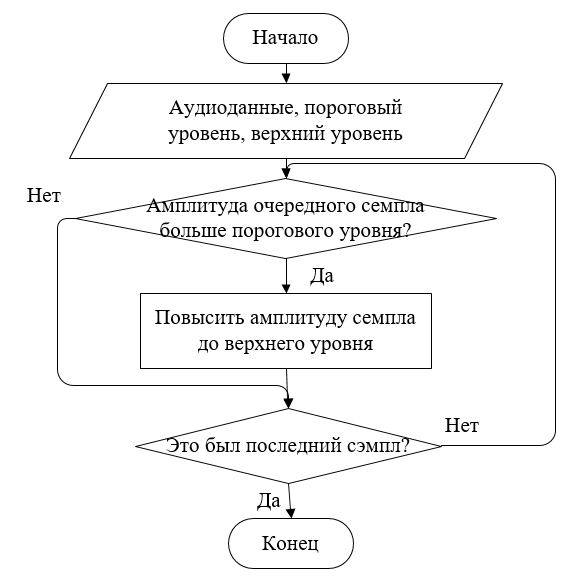 Начало
Аудиоданные, пороговый
уровень, верхний уровень
Нет
Амплитуда очередного семпла
больше порогового уровня?
Да
Повысить амплитуду семпла
до верхнего уровня
Нет
Это был последний сэмпл?
Да
Конец